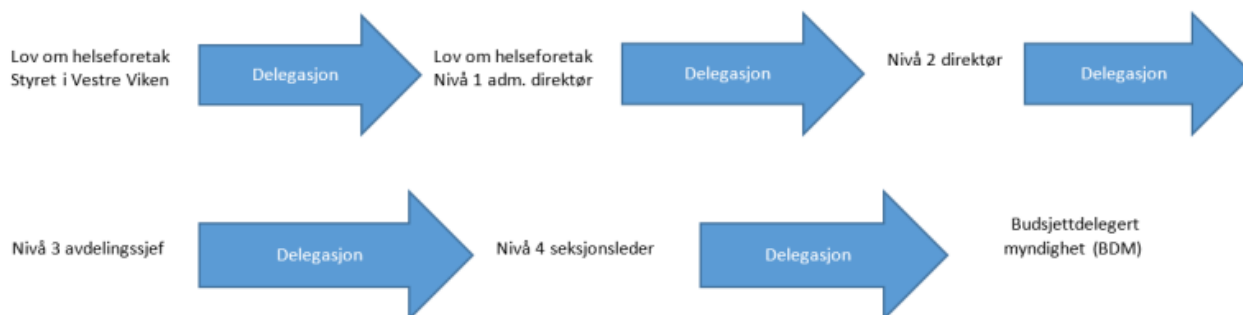 Lov om helseforetak
Styret i Vestre Viken
Delegasjon
Lov om helseforetak
Nivå 1 adm. direktør
Delegasjon
Nivå 2 direktør
Delegasjon
Nivå 3 avdelingssjef
Delegasjon
Nivå 4 seksjonsleder
Delegasjon
Budsjettdelegert
myndighet (BDM)